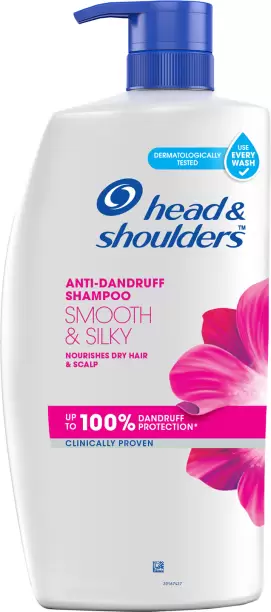 DERMATOLOGICALLY
TESTED
USE
EVERY
WASH
head&
shoulders™
ANTI-DANDRUFF
SHAMPOO
SMOOTH
& SILKY
NOURISHES DRY HAIR
& SCALP
UP TO 100% DANDRUFF PROTECTION*
CLINICALLY PROVEN